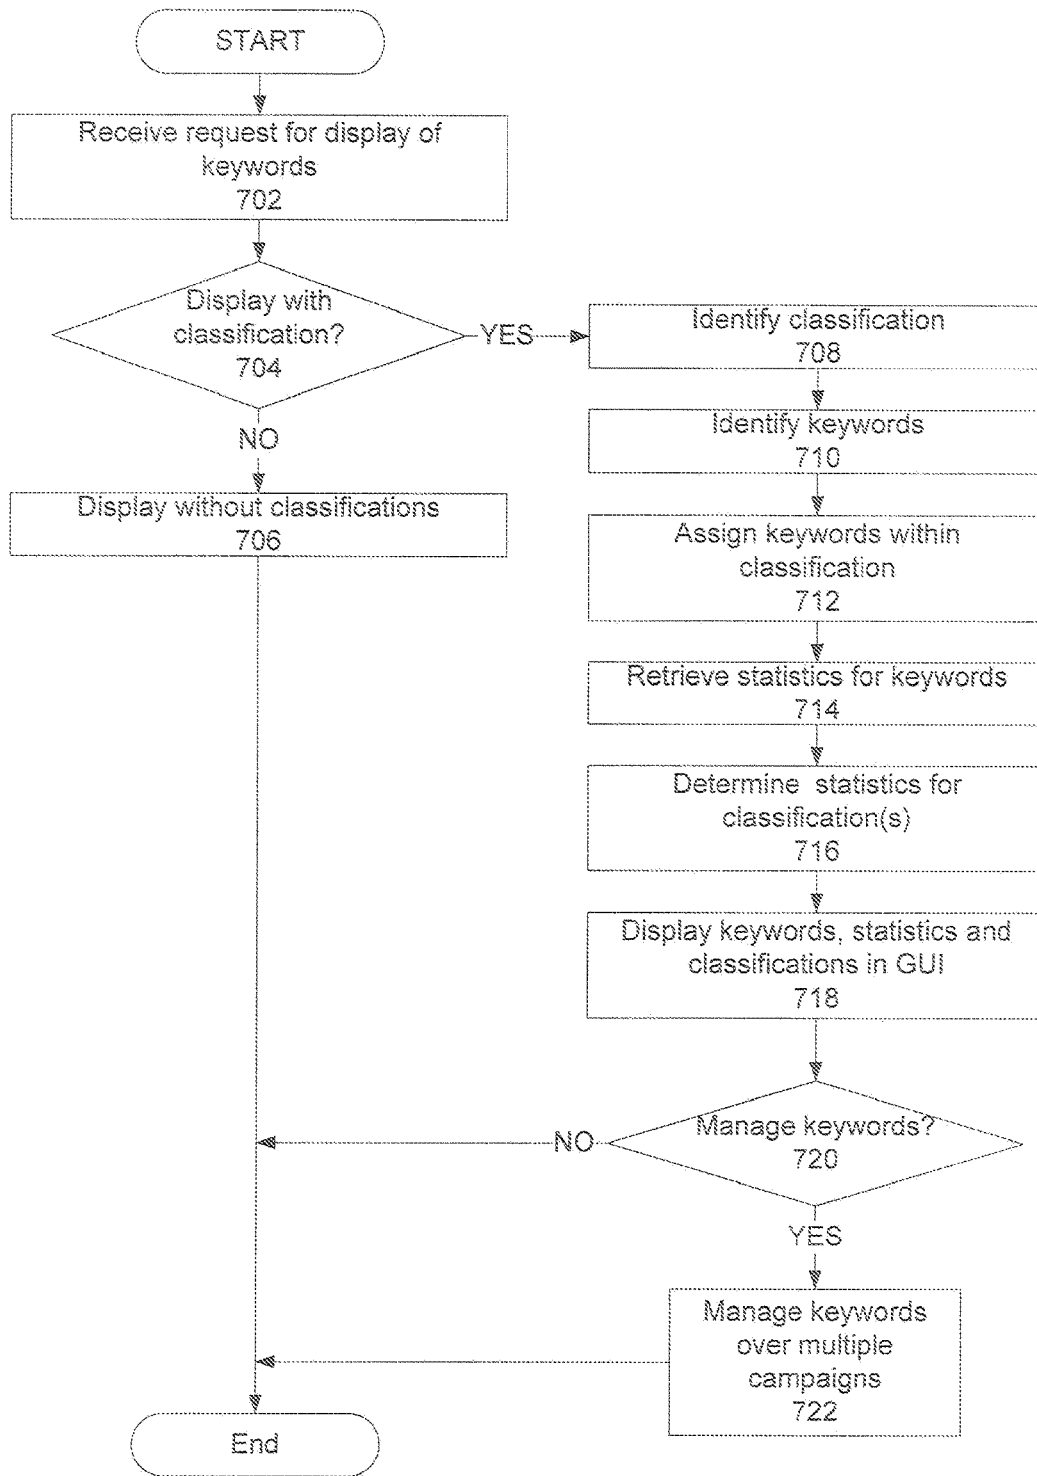 START
Receive request for display of
keywords
702
Display with
classification?
704
YES
NO
Display without classifications
706
Identify classification
708
Identify keywords
710
Assign keywords within
classification
712
Retrieve statistics for keywords
714
Determine statistics for
classification(s)
716
Display keywords, statistics and
classifications in GUI
718
Manage keywords?
720
NO
YES
Manage keywords
over multiple
campaigns
722
End